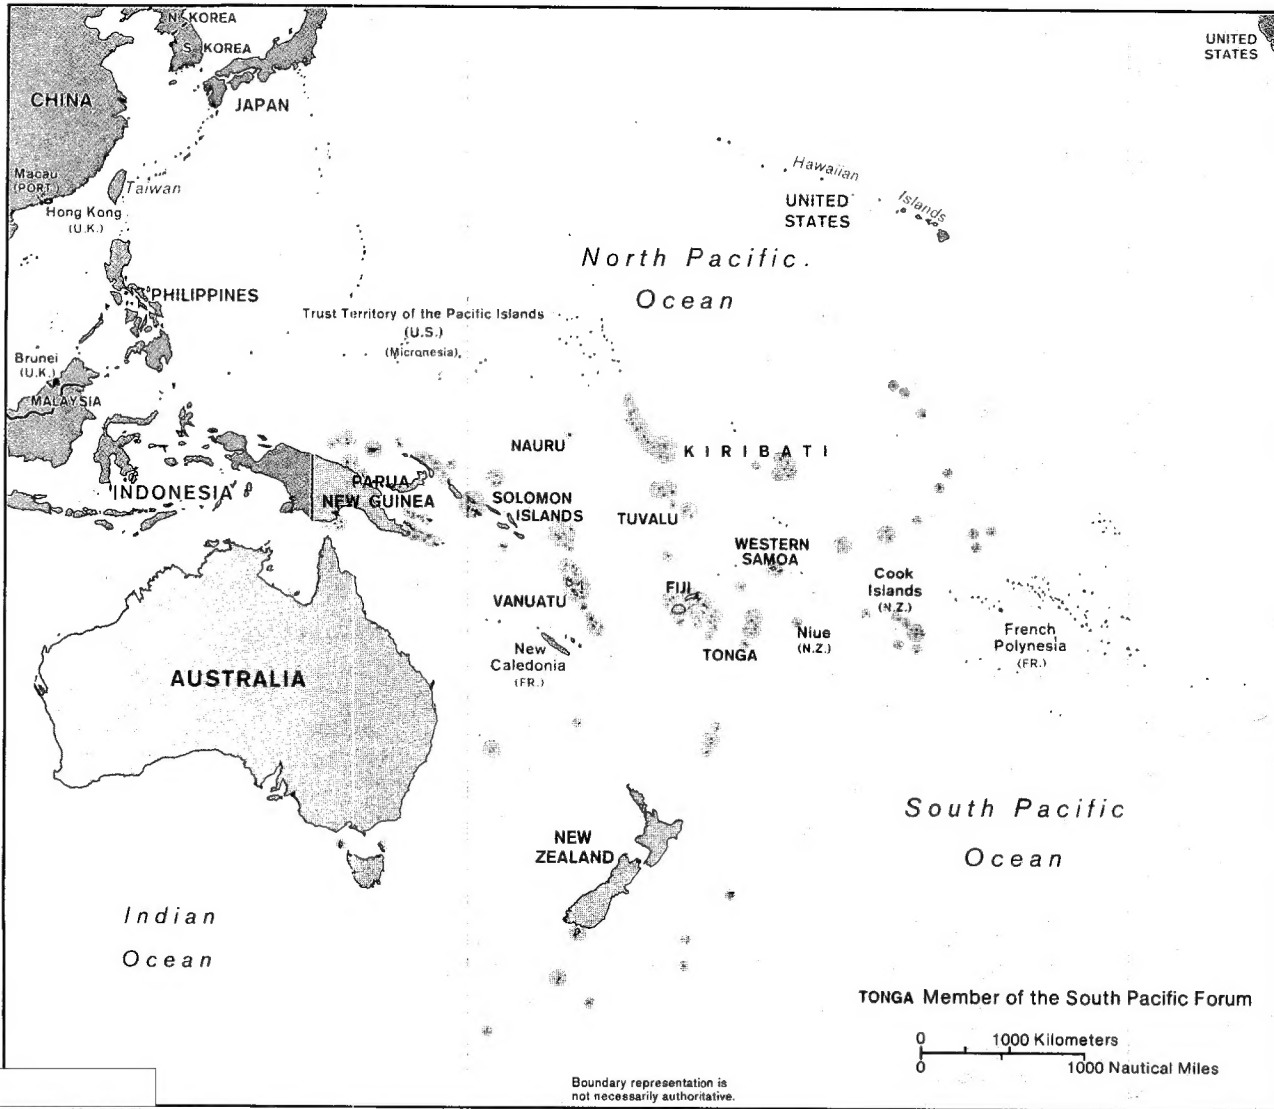 N. KOREA
S. KOREA
UNITED
STATES
CHINA
JAPAN
Macau
(PORT.)
Taiwan
Hong Kong
(U.K.)
Hawaiian
Islands
UNITED
STATES
North Pacific
Ocean
PHILIPPINES
Trust Territory of the Pacific Islands
(U.S.)
(Micronesia)
Brunei
(U.K.)
MALAYSIA
NAURU
KIRIBATI
INDONESIA
PAPUA
NEW GUINEA
SOLOMON
ISLANDS
TUVALU
WESTERN
SAMOA
Cook
Islands
(N.Z.)
FIJI
VANUATU
New
Caledonia
(FR.)
TONGA
Niue
(N.Z.)
French
Polynesia
(FR.)
AUSTRALIA
South Pacific
Ocean
NEW
ZEALAND
Indian
Ocean
TONGA Member of the South Pacific Forum
0 1000 Kilometers
0 1000 Nautical Miles
Boundary representation is
not necessarily authoritative.